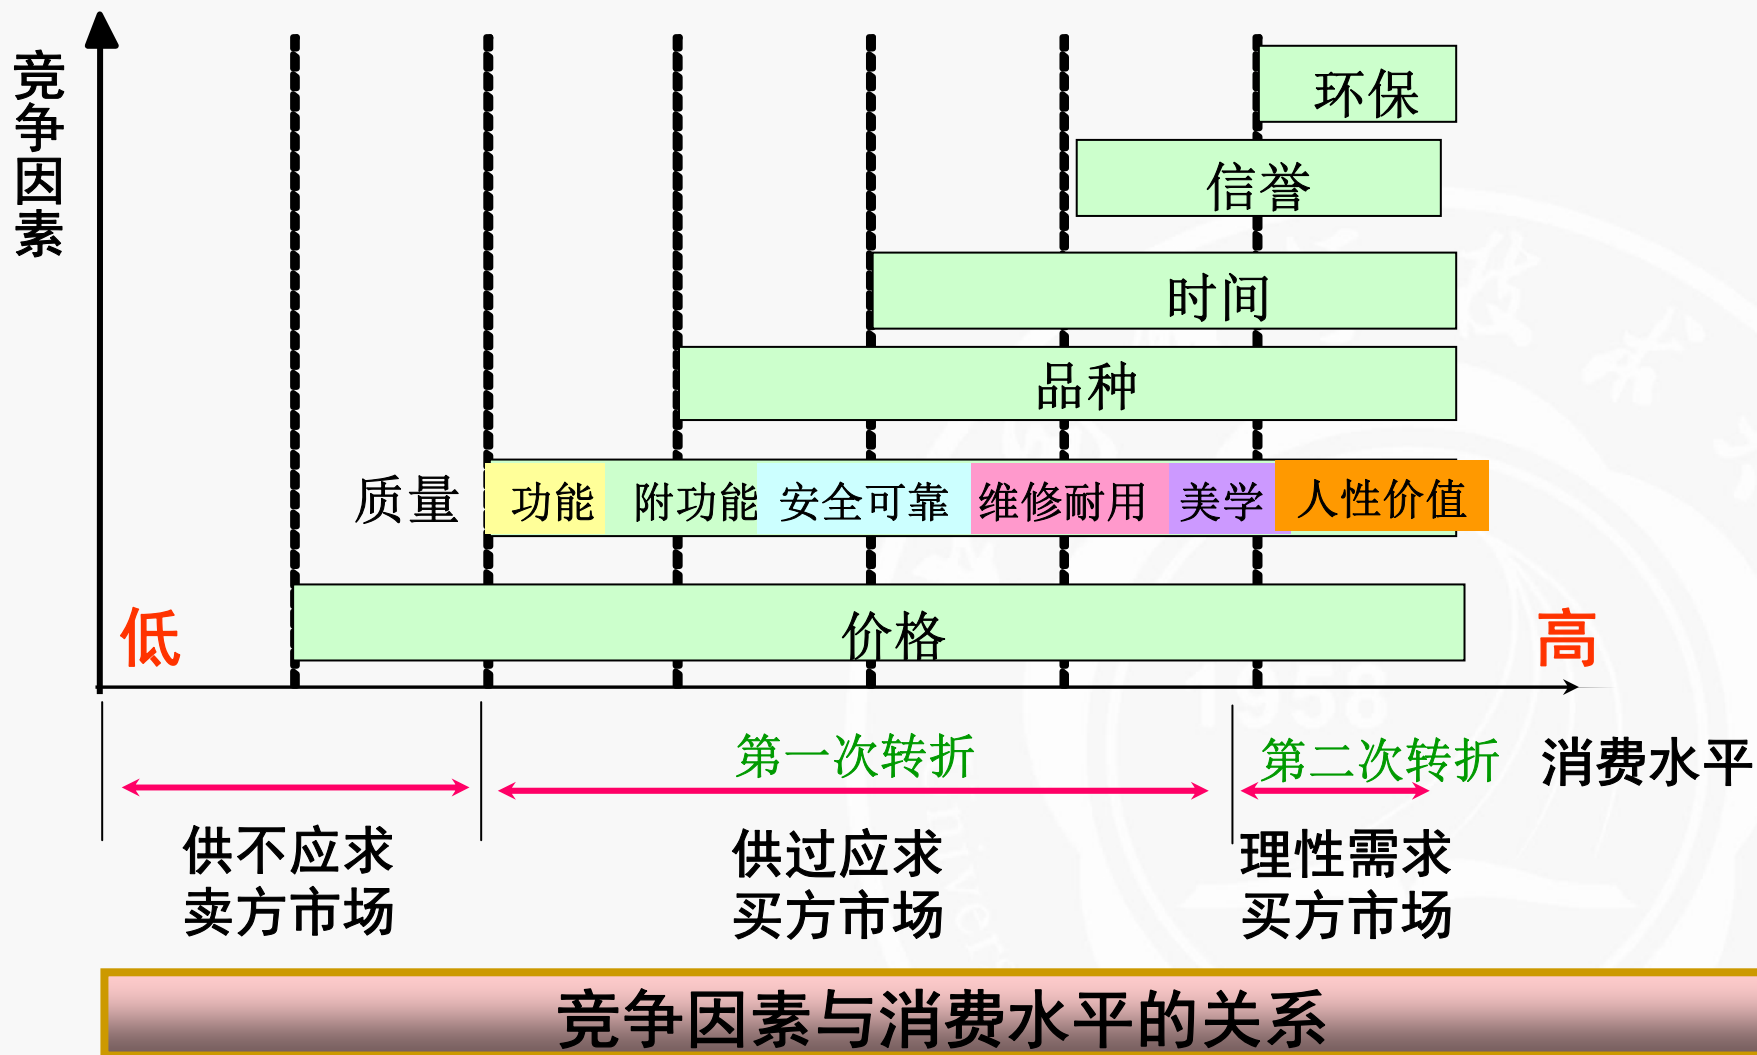 竞争因素
环保
信誉
时间
品种
质量 功能 附功能 安全可靠 维修耐用 美学 人性价值
价格
低 高
第一次转折 第二次转折 消费水平
供不应求 供过应求 理性需求
卖方市场 买方市场 买方市场
竞争因素与消费水平的关系
1958